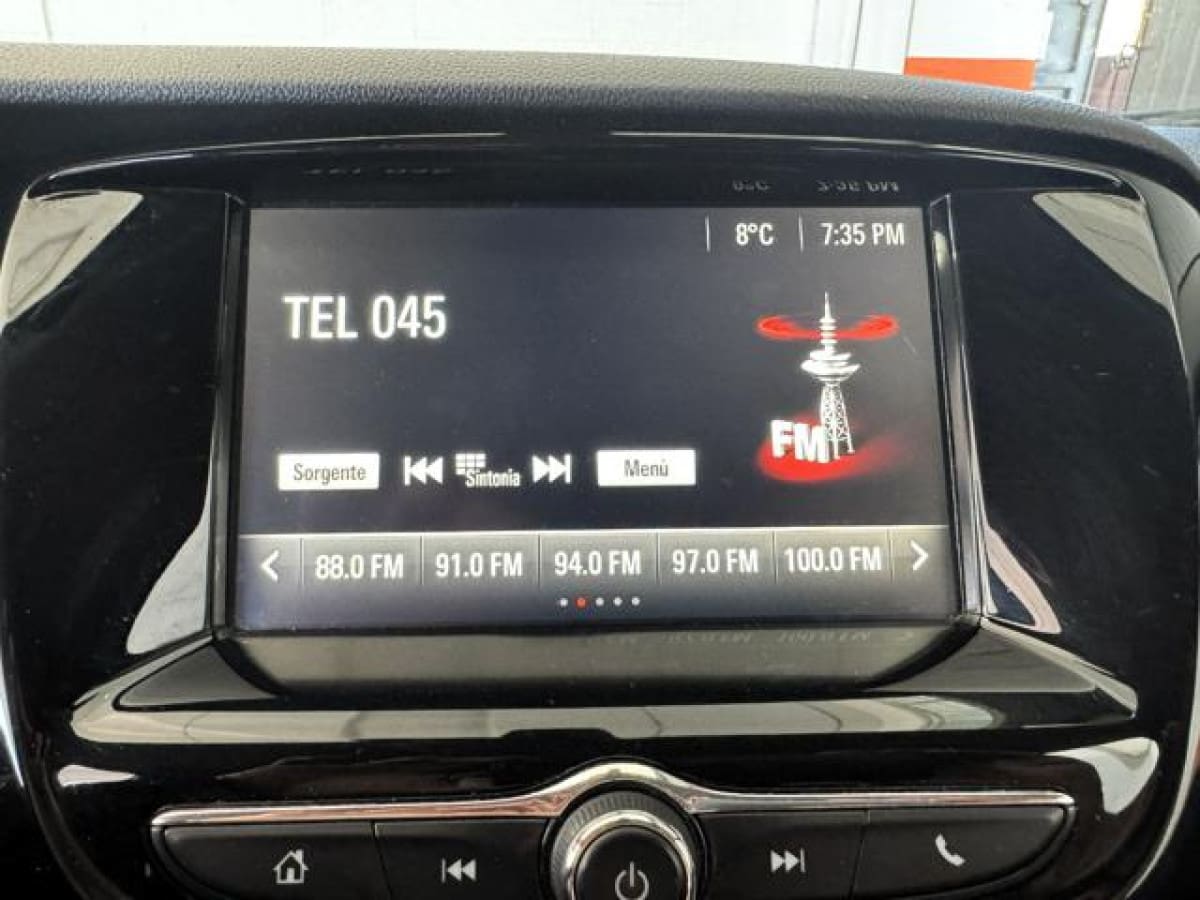 8°C 7:35 PM
TEL 045
FM
Sorgente Sintonia Menù
88.0 FM 91.0 FM 94.0 FM 97.0 FM 100.0 FM